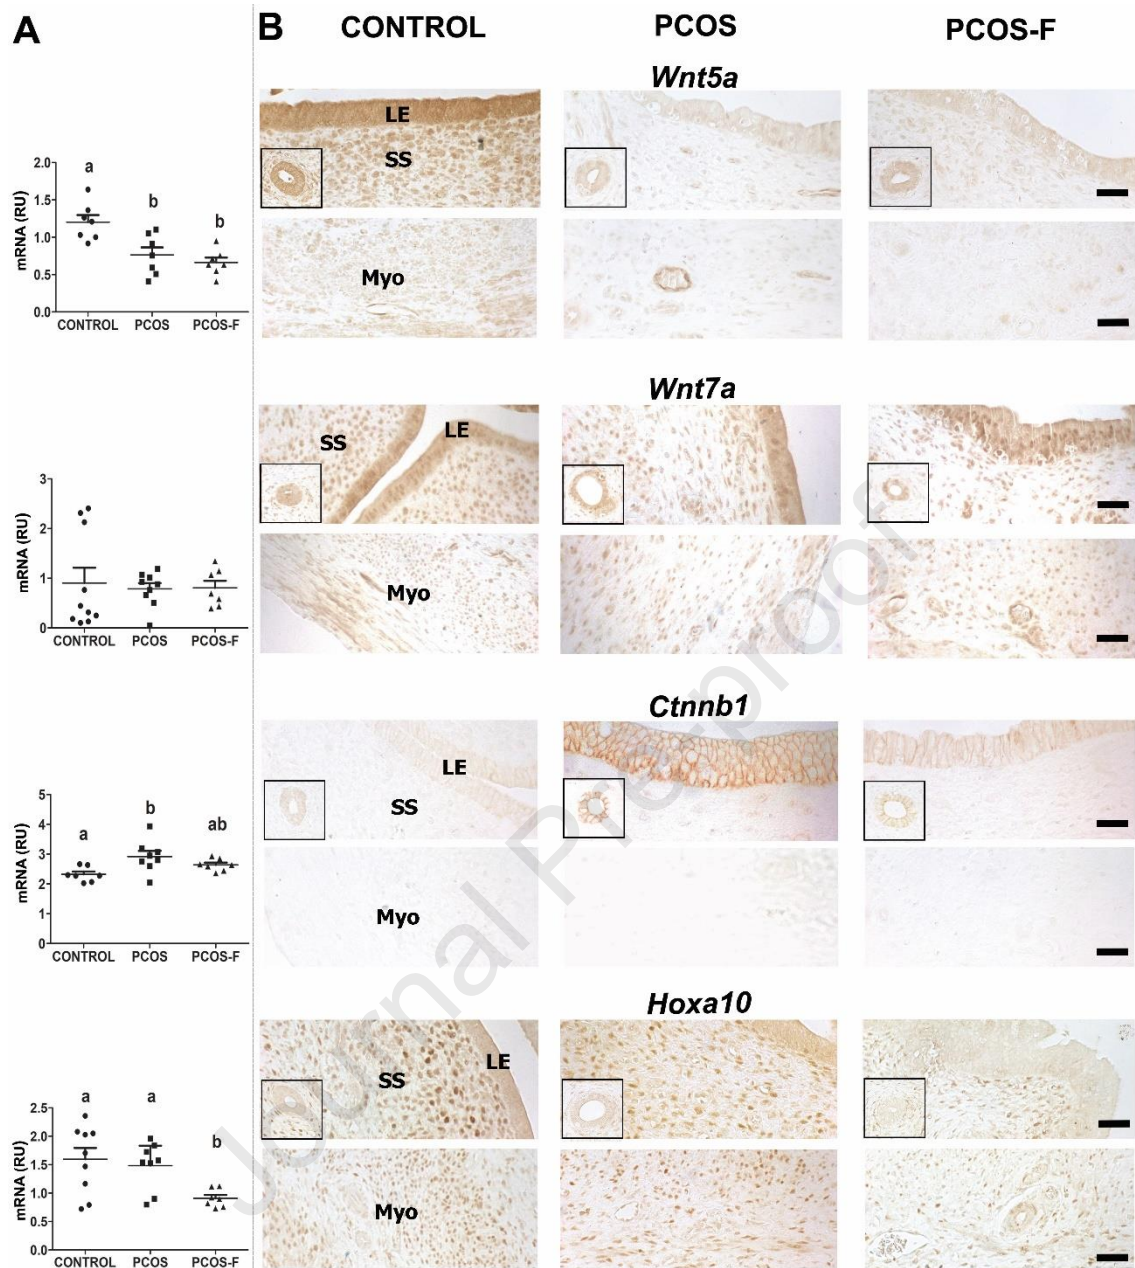 A
B
CONTROL
PCOS
PCOS-F
Wnt5a
mRNA (RU)
2.0
1.5
1.0
0.5
0.0
a
b
b
CONTROL
PCOS
PCOS-F
LE
SS
Myo
Wnt7a
mRNA (RU)
3
2
1
0
CONTROL
PCOS
PCOS-F
SS
LE
Myo
Ctnnb1
mRNA (RU)
5
4
3
2
1
0
a
b
ab
CONTROL
PCOS
PCOS-F
LE
SS
Myo
Hoxa10
mRNA (RU)
2.5
2.0
1.5
1.0
0.5
0.0
a
a
b
CONTROL
PCOS
PCOS-F
SS
LE
Myo
Journal Pre-proof